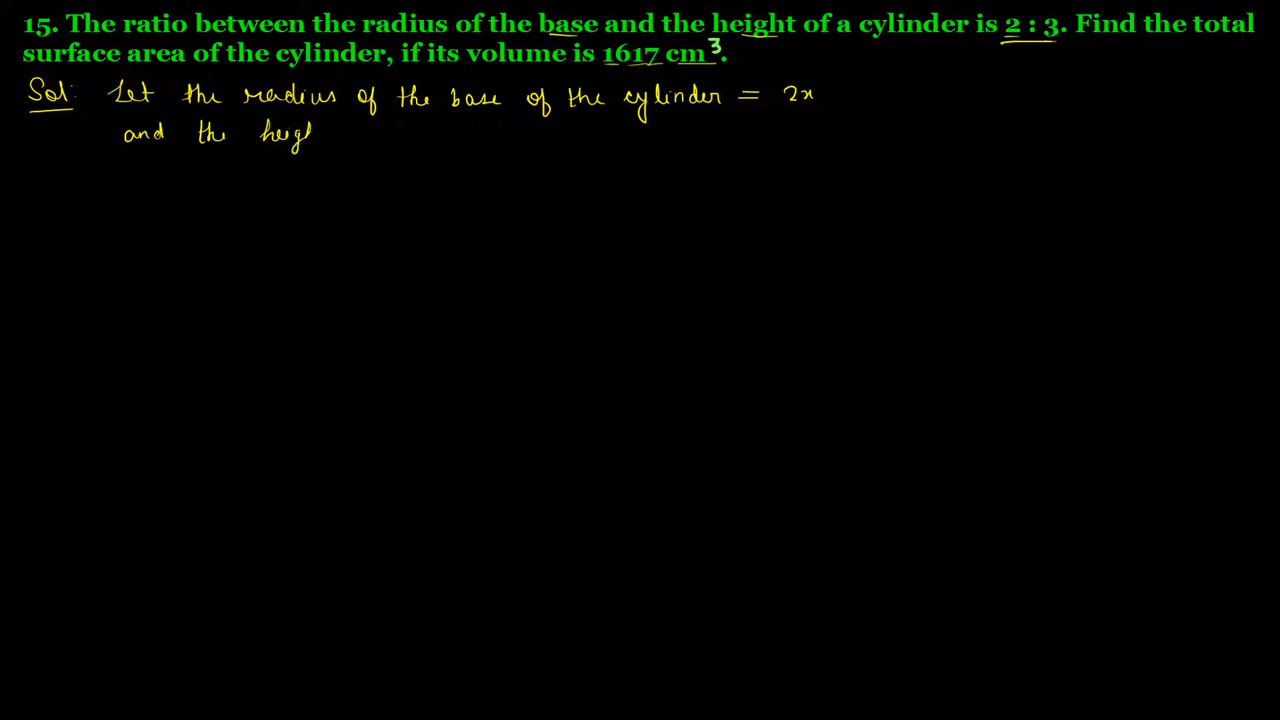 15. The ratio between the radius of the base and the height of a cylinder is 2 : 3. Find the total
surface area of the cylinder, if its volume is 1617 cm³.
Sol: Let the radius of the base of the cylinder = 2x
and the heigh